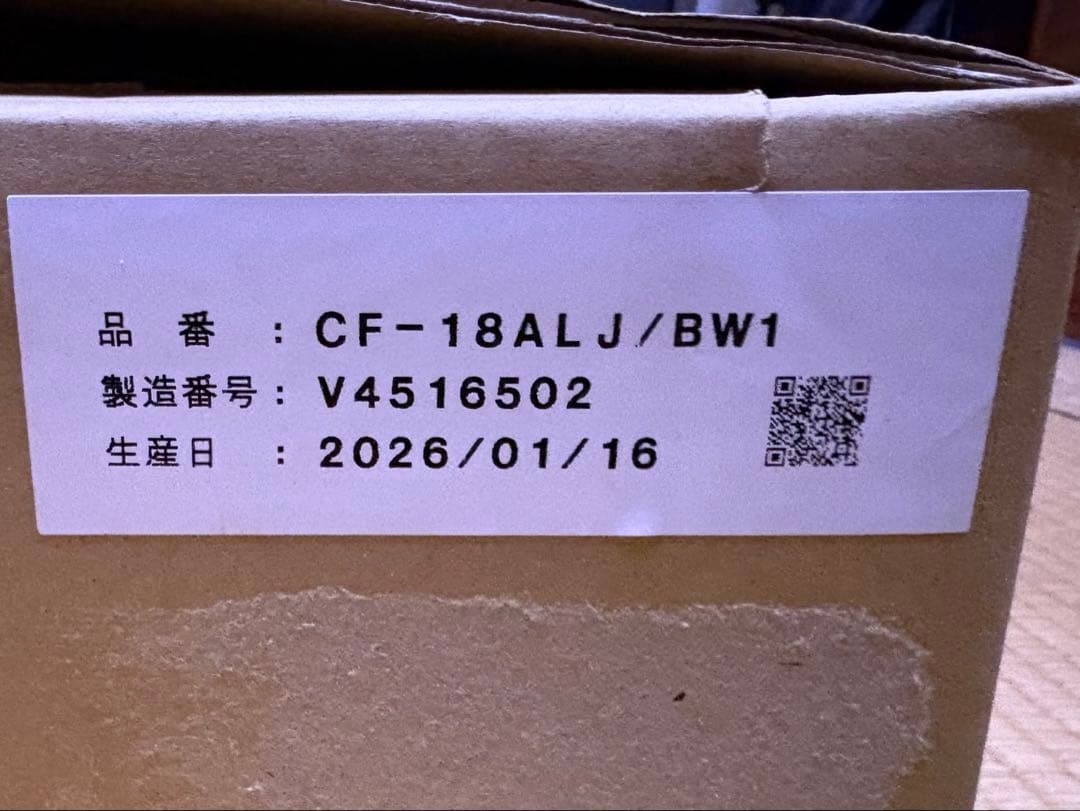 品 番 : CF-18ALJ/BW1
製造番号 : V4516502
生産日 : 2026/01/16